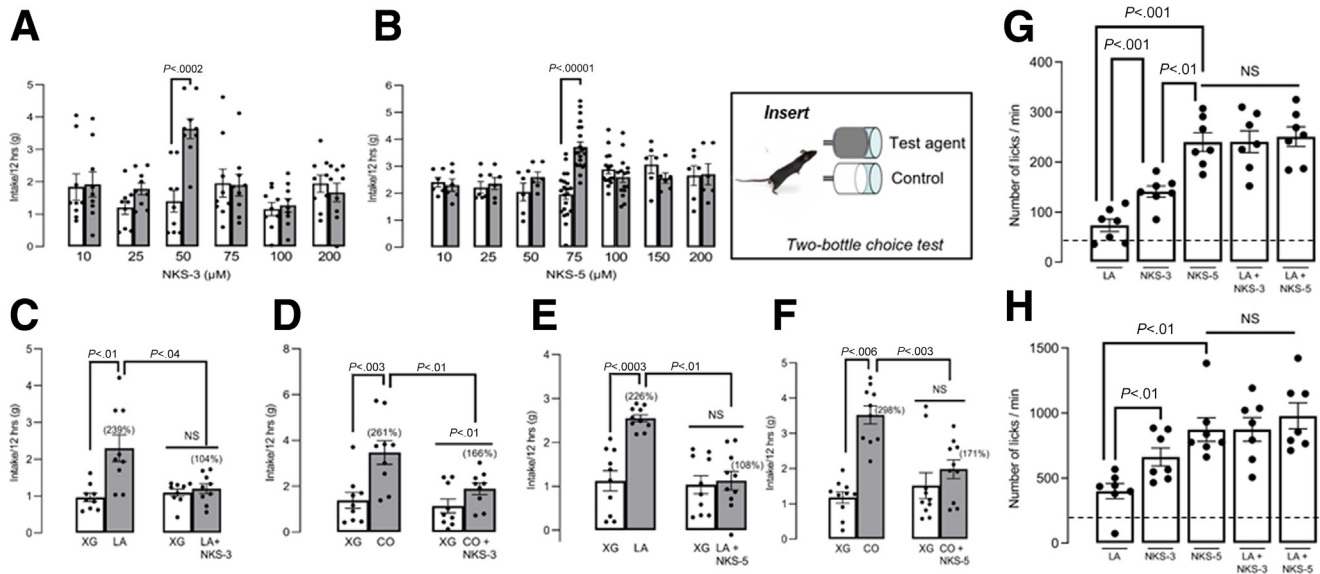 A
P<.0002
Intake/12 hrs (g)
5
4
3
2
1
0
10 25 50 75 100 200
NKS-3 (µM)
B
P<.00001
Intake/12 hrs (g)
6
5
4
3
2
1
0
10 25 50 75 100 150 200
NKS-5 (µM)
Insert
Test agent
Control
Two-bottle choice test
C
P<.01 P<.04
Intake/12 hrs (g)
5
4
3
2
1
0
(239%)
NS
(104%)
XG LA XG LA+
NKS-3
D
P<.003 P<.01
Intake/12 hrs (g)
8
6
4
2
0
(261%)
P<.01
(166%)
XG CO XG CO +
NKS-3
E
P<.0003 P<.01
Intake/12 hrs (g)
4
3
2
1
0
(226%)
NS
(108%)
XG LA XG LA +
NKS-5
F
P<.006 P<.003
Intake/12 hrs (g)
5
4
3
2
1
0
(298%)
NS
(171%)
XG CO XG CO +
NKS-5
G
P<.001
P<.001
P<.01
NS
Number of licks / min
400
300
200
100
0
LA NKS-3 NKS-5 LA + LA +
NKS-3 NKS-5
H
P<.01
P<.01
NS
Number of licks / min
1500
1000
500
0
LA NKS-3 NKS-5 LA + LA +
NKS-3 NKS-5